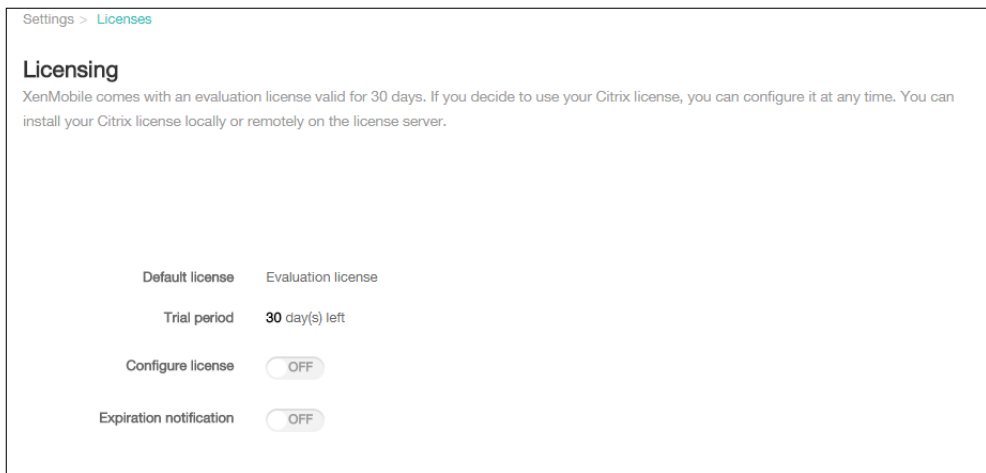 Settings > Licenses
Licensing
XenMobile comes with an evaluation license valid for 30 days. If you decide to use your Citrix license, you can configure it at any time. You can
install your Citrix license locally or remotely on the license server.
Default license Evaluation license
Trial period 30 day(s) left
Configure license OFF
Expiration notification OFF